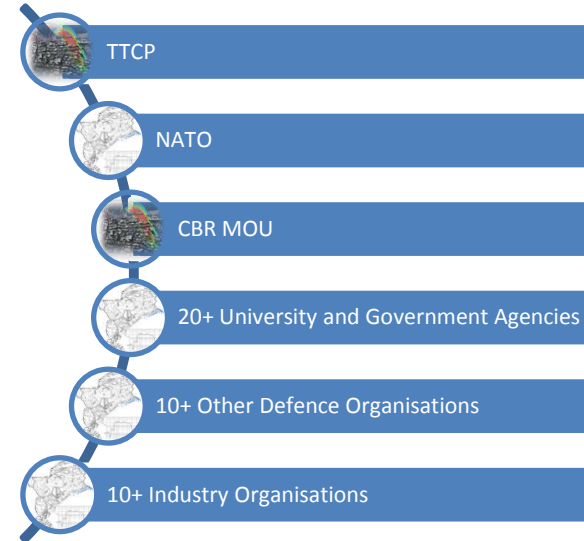 TTCP
NATO
CBR MOU
20+ University and Government Agencies
10+ Other Defence Organisations
10+ Industry Organisations